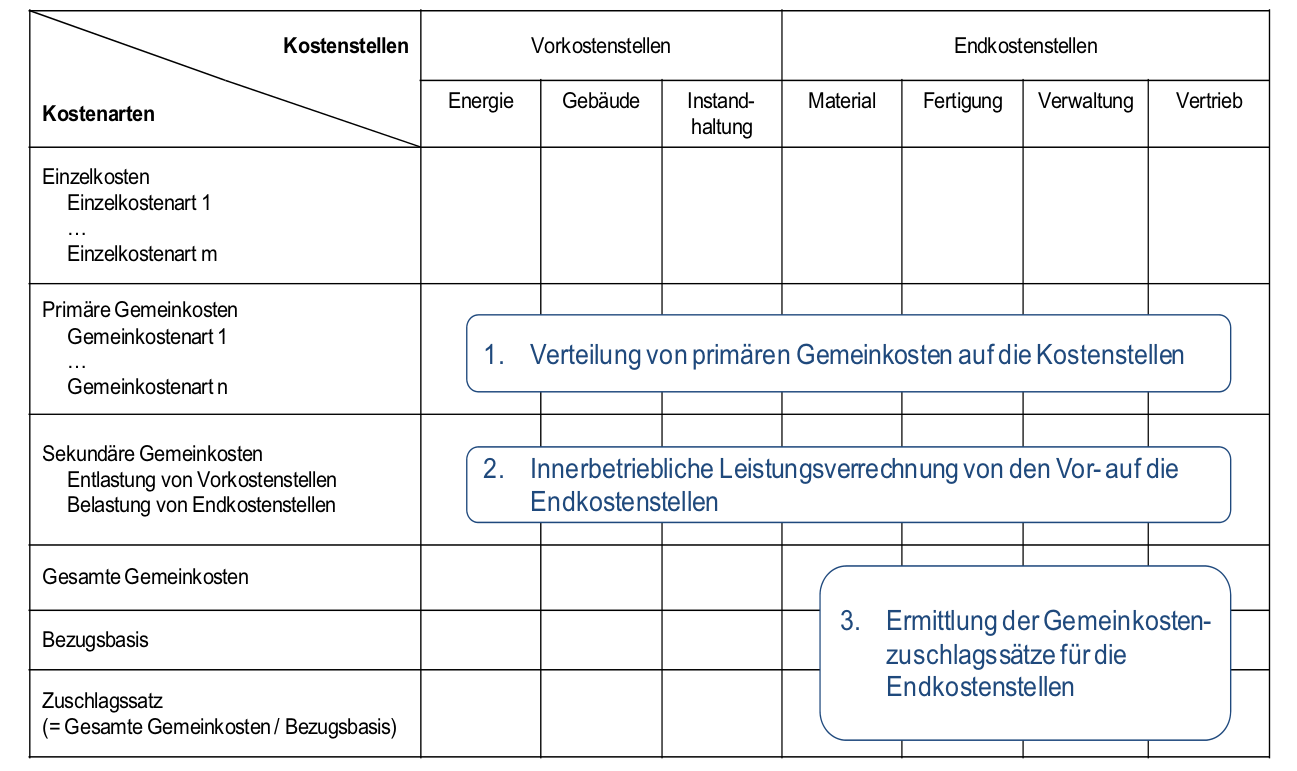 Kostenstellen
Vorkostenstellen
Endkostenstellen
Kostenarten
Energie
Gebäude
Instand-
haltung
Material
Fertigung
Verwaltung
Vertrieb
Einzelkosten
Einzelkostenart 1
…
Einzelkostenart m
Primäre Gemeinkosten
Gemeinkostenart 1
…
Gemeinkostenart n
1. Verteilung von primären Gemeinkosten auf die Kostenstellen
Sekundäre Gemeinkosten
Entlastung von Vorkostenstellen
Belastung von Endkostenstellen
2. Innerbetriebliche Leistungsverrechnung von den Vor- auf die
Endkostenstellen
Gesamte Gemeinkosten
Bezugsbasis
Zuschlagssatz
(= Gesamte Gemeinkosten / Bezugsbasis)
3. Ermittlung der Gemeinkosten-
zuschlagssätze für die
Endkostenstellen